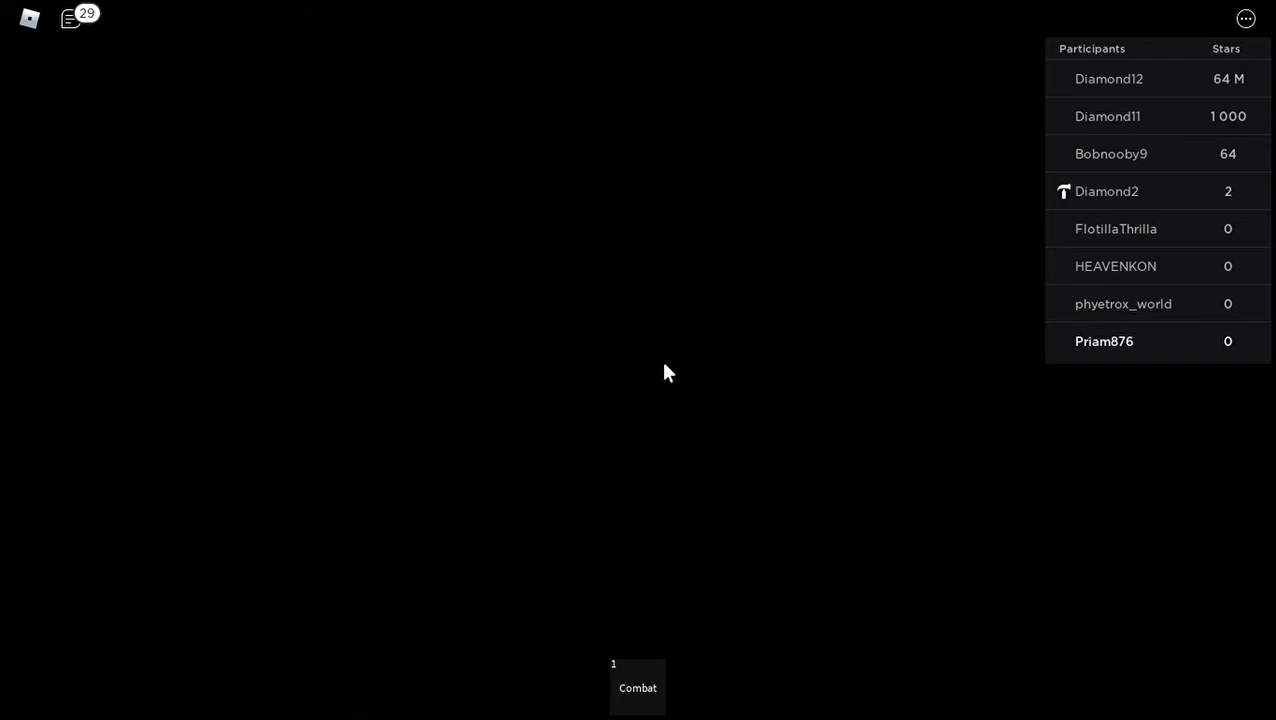 29
Participants Stars
Diamond12 64 M
Diamond11 1 000
Bobnooby9 64
Diamond2 2
FlotillaThrilla 0
HEAVENKON 0
phyetrox_world 0
Priam876 0
1
Combat